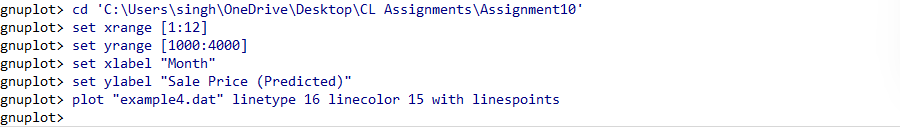 gnuplot> cd 'C:\Users\singh\OneDrive\Desktop\CL Assignments\Assignment10'
gnuplot> set xrange [1:12]
gnuplot> set yrange [1000:4000]
gnuplot> set xlabel "Month"
gnuplot> set ylabel "Sale Price (Predicted)"
gnuplot> plot "example4.dat" linetype 16 linecolor 15 with linespoints
gnuplot>